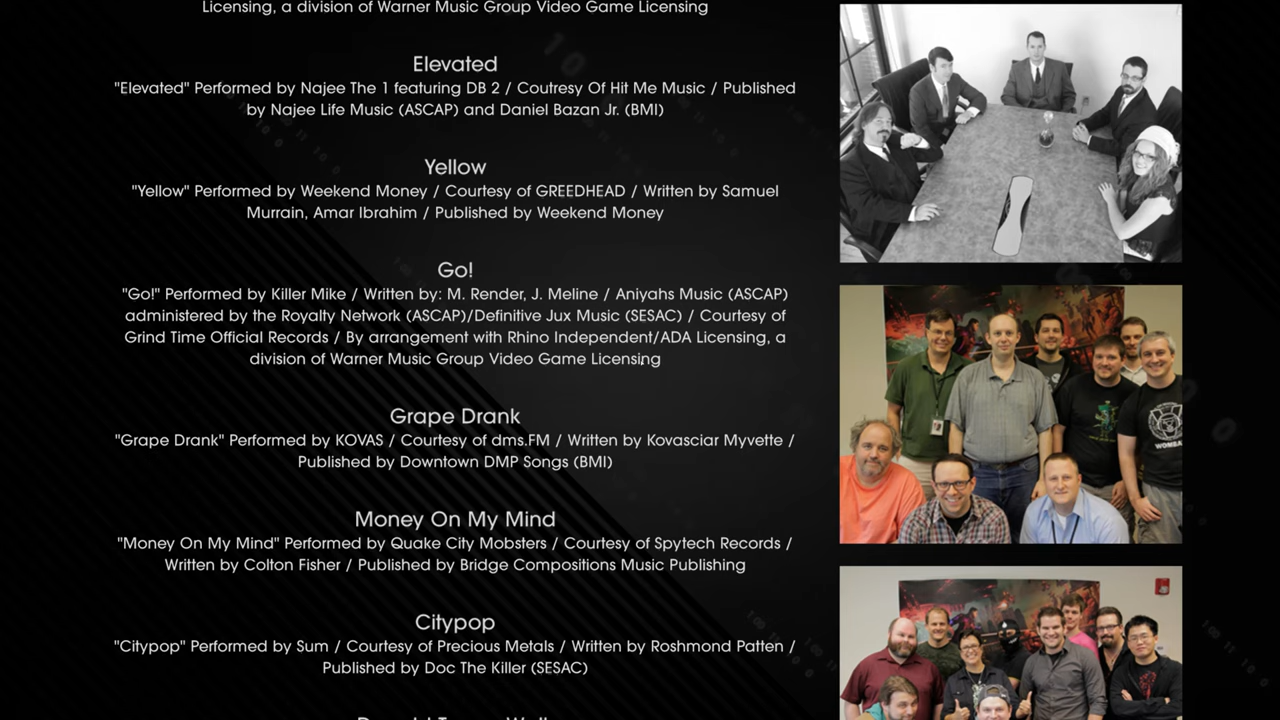 Licensing, a division of Warner Music Group Video Game Licensing
Elevated
"Elevated" Performed by Najee The 1 featuring DB 2 / Coutresy Of Hit Me Music / Published
by Najee Life Music (ASCAP) and Daniel Bazan Jr. (BMI)
Yellow
"Yellow" Performed by Weekend Money / Courtesy of GREEDHEAD / Written by Samuel
Murrain, Amar Ibrahim / Published by Weekend Money
Go!
"Go!" Performed by Killer Mike / Written by: M. Render, J. Meline / Aniyahs Music (ASCAP)
administered by the Royalty Network (ASCAP)/Definitive Jux Music (SESAC) / Courtesy of
Grind Time Official Records / By arrangement with Rhino Independent/ADA Licensing, a
division of Warner Music Group Video Game Licensing
Grape Drank
"Grape Drank" Performed by KOVAS / Courtesy of dms.FM / Written by Kovasciar Myvette /
Published by Downtown DMP Songs (BMI)
Money On My Mind
"Money On My Mind" Performed by Quake City Mobsters / Courtesy of Spytech Records /
Written by Colton Fisher / Published by Bridge Compositions Music Publishing
Citypop
"Citypop" Performed by Sum / Courtesy of Precious Metals / Written by Roshmond Patten /
Published by Doc The Killer (SESAC)